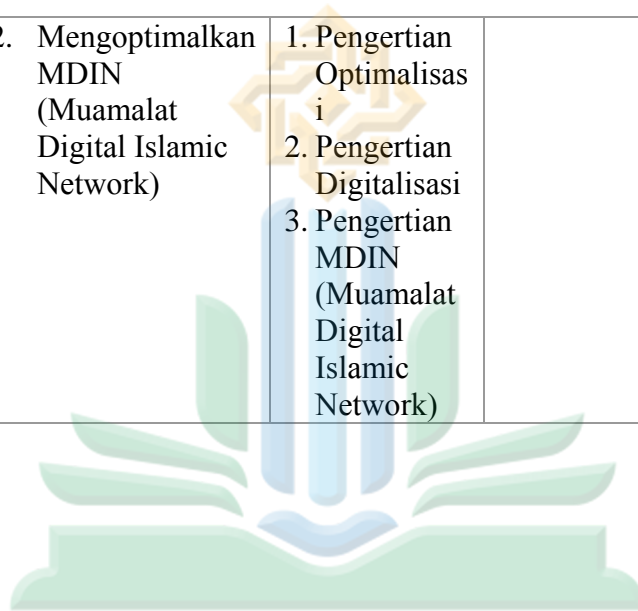 2. Mengoptimalkan
MDIN
(Muamalat
Digital Islamic
Network)
1. Pengertian
Optimalisas
i
2. Pengertian
Digitalisasi
3. Pengertian
MDIN
(Muamalat
Digital
Islamic
Network)